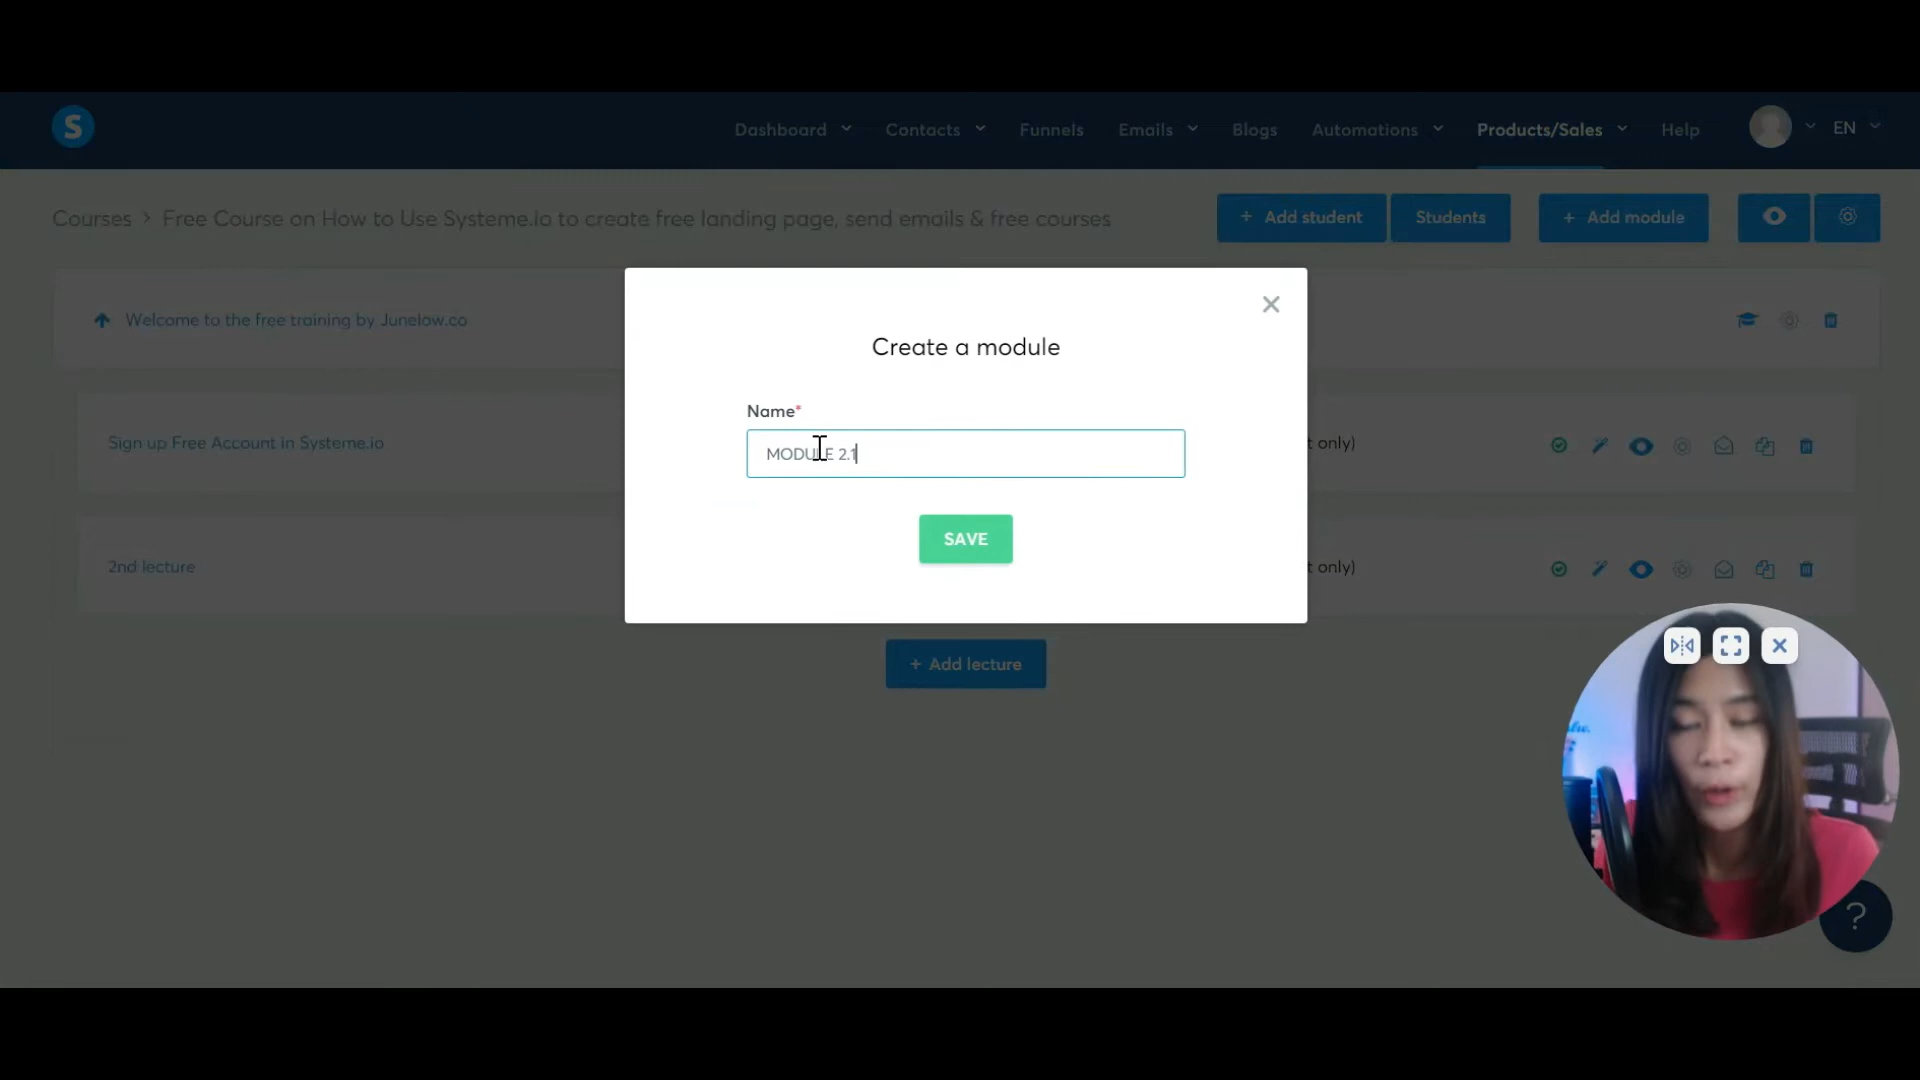 S
Dashboard
Contacts
Funnels
Emails
Blogs
Automations
Products/Sales
Help
EN
Courses > Free Course on How to Use Systeme.io to create free landing page, send emails & free courses
+ Add student
Students
+ Add module
Welcome to the free training by Junelow.co
Create a module
Name*
MODULE 2.1
SAVE
Sign up Free Account in Systeme.io
t only)
2nd lecture
t only)
+ Add lecture
?